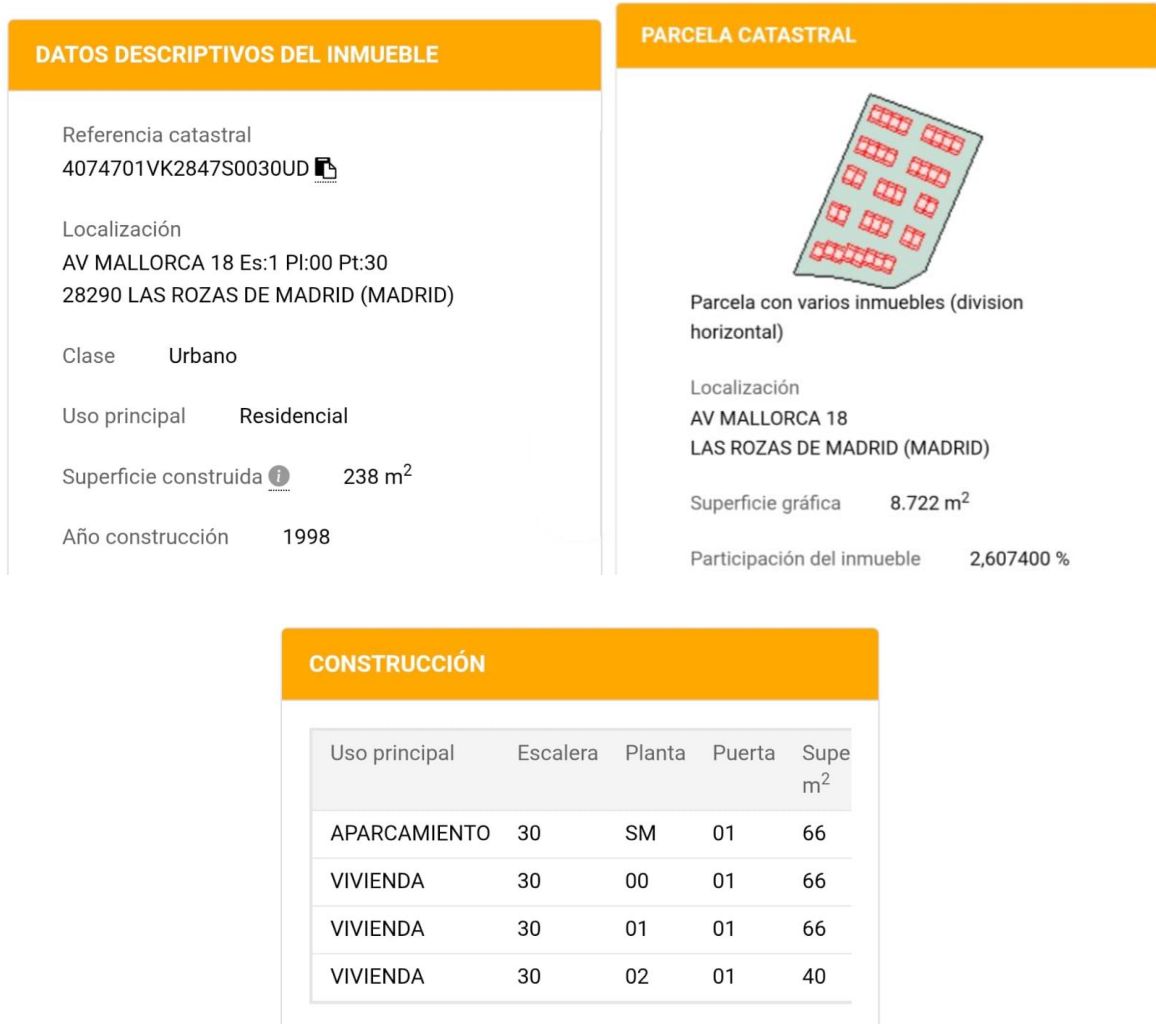 DATOS DESCRIPTIVOS DEL INMUEBLE
Referencia catastral
4074701VK2847S0030UD
Localización
AV MALLORCA 18 Es:1 Pl:00 Pt:30
28290 LAS ROZAS DE MADRID (MADRID)
Clase Urbano
Uso principal Residencial
Superficie construida 238 m²
Año construcción 1998
PARCELA CATASTRAL
Parcela con varios inmuebles (division
horizontal)
Localización
AV MALLORCA 18
LAS ROZAS DE MADRID (MADRID)
Superficie gráfica 8.722 m²
Participación del inmueble 2,607400 %
CONSTRUCCIÓN
Uso principal Escalera Planta Puerta Supe
m²
APARCAMIENTO 30 SM 01 66
VIVIENDA 30 00 01 66
VIVIENDA 30 01 01 66
VIVIENDA 30 02 01 40